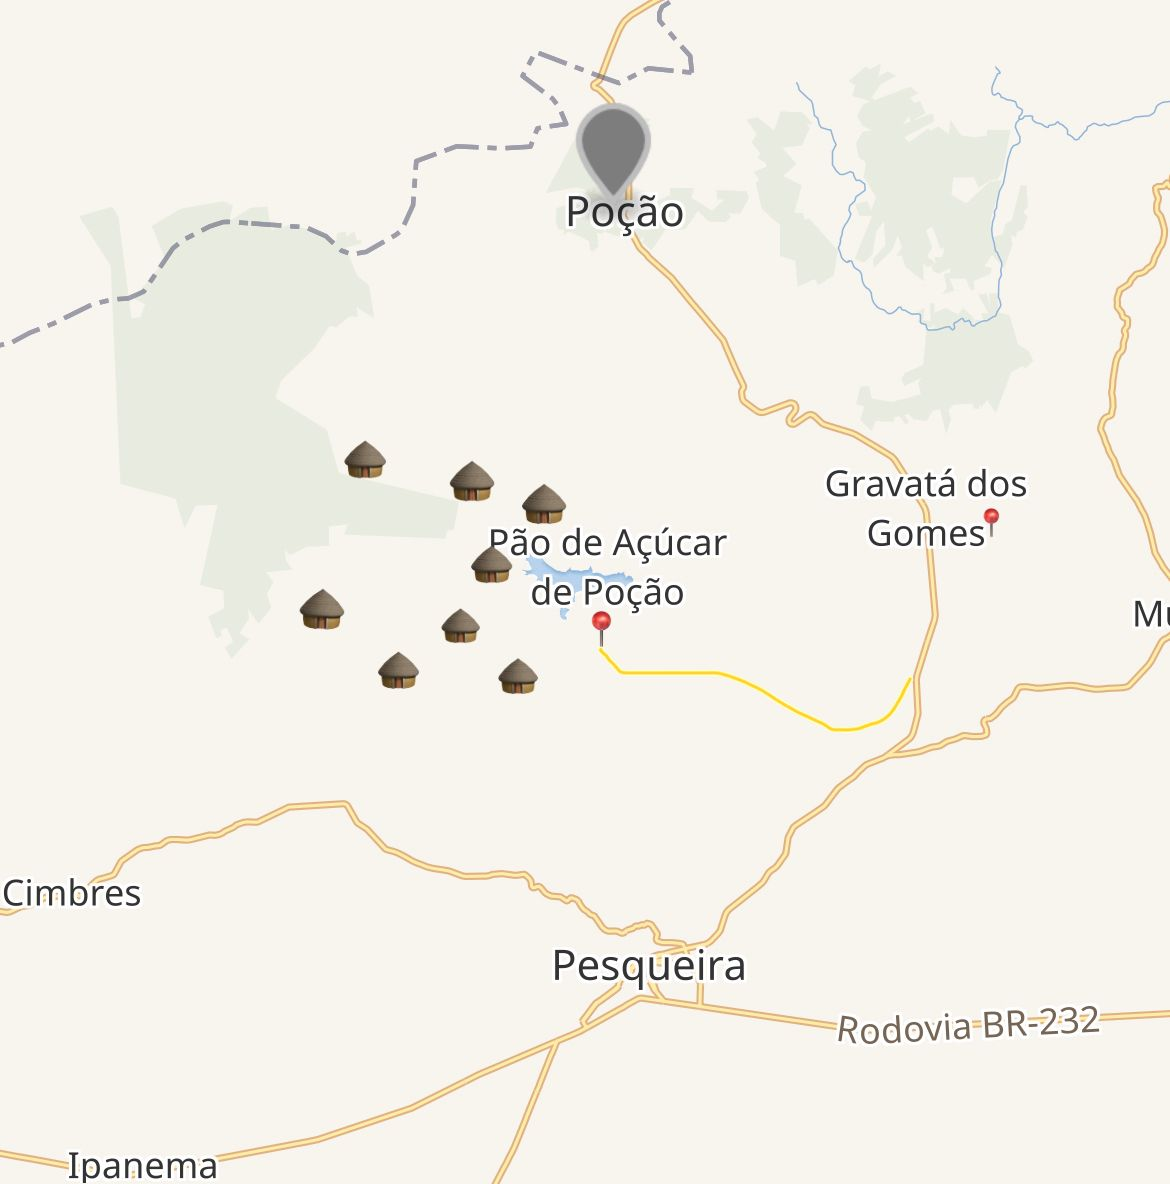 Poção
Gravatá dos
Gomes
Pão de Açúcar
de Poção
Cimbres
Pesqueira
Rodovia BR-232
Ipanema